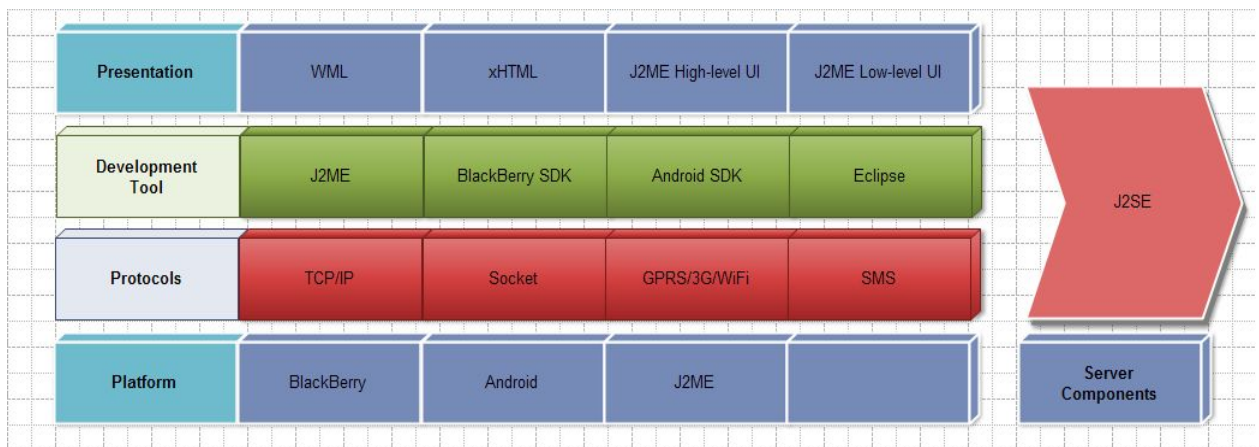 Presentation
WML
xHTML
J2ME High-level UI
J2ME Low-level UI
Development
Tool
J2ME
BlackBerry SDK
Android SDK
Eclipse
J2SE
Protocols
TCP/IP
Socket
GPRS/3G/WiFi
SMS
Platform
BlackBerry
Android
J2ME
Server
Components